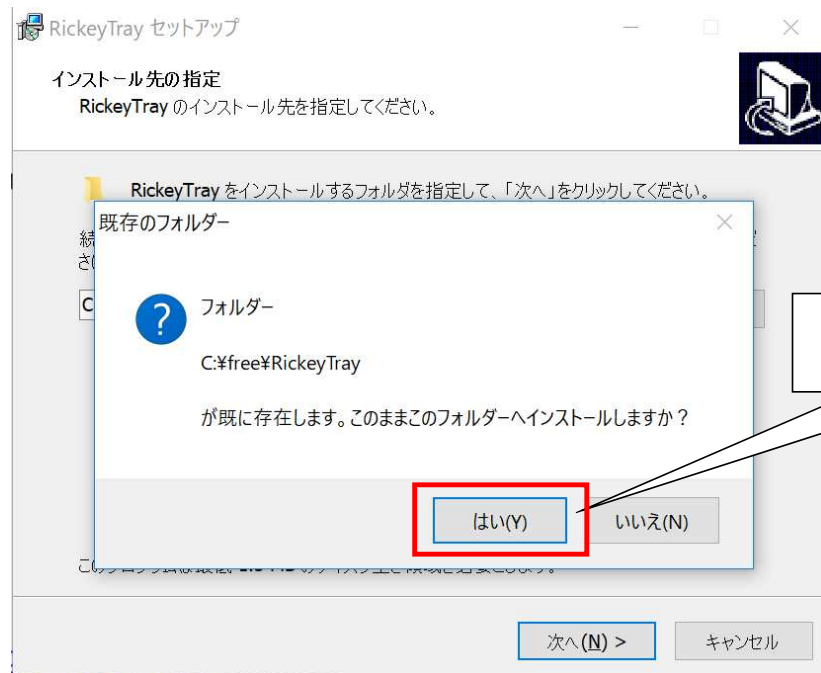 RickeyTray セットアップ
インストール先の指定
RickeyTray のインストール先を指定してください。
RickeyTray をインストールするフォルダを指定して、「次へ」をクリックしてください。
既存のフォルダー
続
さ
C
フォルダー
C:¥free¥RickeyTray
が既に存在します。このままこのフォルダーへインストールしますか？
はい(Y)
いいえ(N)
次へ(N) >
キャンセル